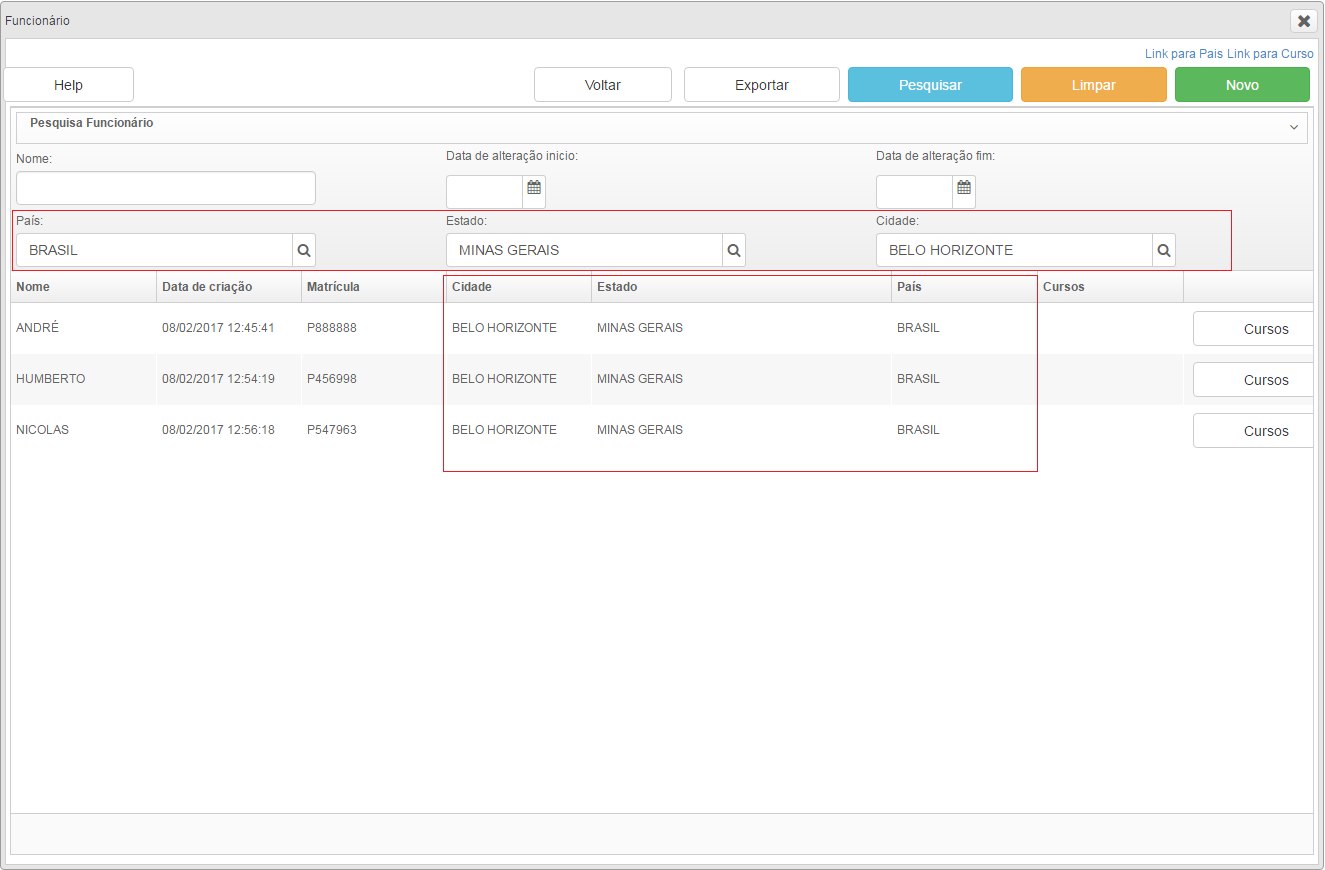 Funcionário
Link para Pais Link para Curso
Help Voltar Exportar Pesquisar Limpar Novo
Pesquisa Funcionário
Nome: Data de alteração inicio: Data de alteração fim:
País: Estado: Cidade:
BRASIL MINAS GERAIS BELO HORIZONTE
Nome Data de criação Matrícula Cidade Estado País Cursos
ANDRÉ 08/02/2017 12:45:41 P888888 BELO HORIZONTE MINAS GERAIS BRASIL Cursos
HUMBERTO 08/02/2017 12:54:19 P456998 BELO HORIZONTE MINAS GERAIS BRASIL Cursos
NICOLAS 08/02/2017 12:56:18 P547963 BELO HORIZONTE MINAS GERAIS BRASIL Cursos